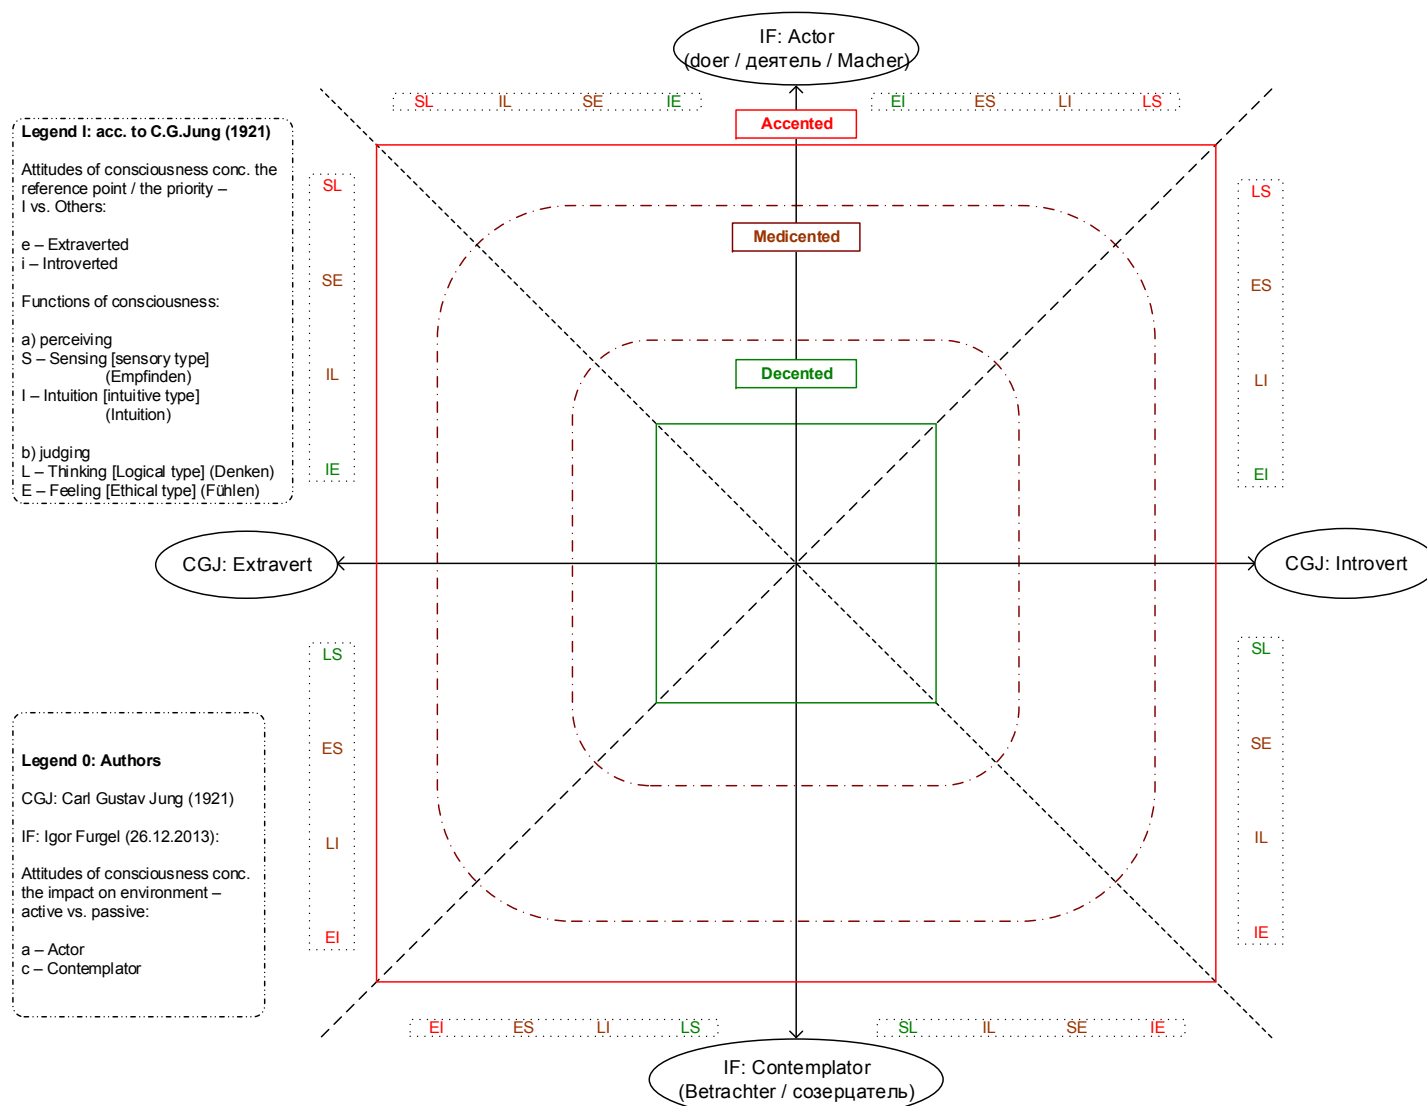 IF: Actor
(doer / деятель / Macher)
SL IL SE IE
EI ES LI LS
Accented
Legend I: acc. to C.G.Jung (1921)
Attitudes of consciousness conc. the
reference point / the priority –
I vs. Others:
e – Extraverted
i – Introverted
Functions of consciousness:
a) perceiving
S – Sensing [sensory type]
(Empfinden)
I – Intuition [intuitive type]
(Intuition)
b) judging
L – Thinking [Logical type] (Denken)
E – Feeling [Ethical type] (Fühlen)
SL
SE
IL
IE
Medicented
Decented
LS
ES
LI
EI
CGJ: Extravert
CGJ: Introvert
LS
ES
LI
EI
SL
SE
IL
IE
Legend 0: Authors
CGJ: Carl Gustav Jung (1921)
IF: Igor Furgel (26.12.2013):
Attitudes of consciousness conc.
the impact on environment –
active vs. passive:
a – Actor
c – Contemplator
EI ES LI LS
SL IL SE IE
IF: Contemplator
(Betrachter / созерцатель)